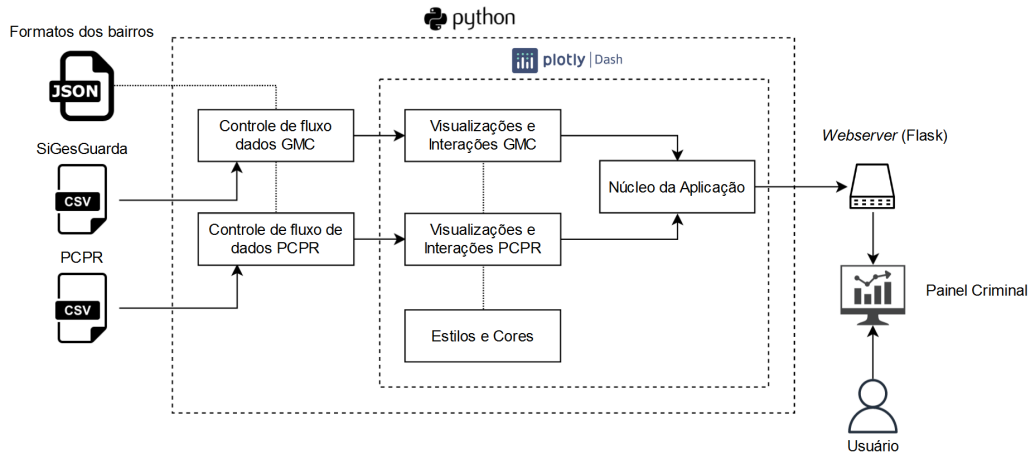 python
Formatos dos bairros
plotly | Dash
JSON
Controle de fluxo
dados GMC
Visualizações e
Interações GMC
Webserver (Flask)
SiGesGuarda
CSV
Núcleo da Aplicação
Controle de fluxo de
dados PCPR
Visualizações e
Interações PCPR
PCPR
CSV
Painel Criminal
Estilos e Cores
Usuário